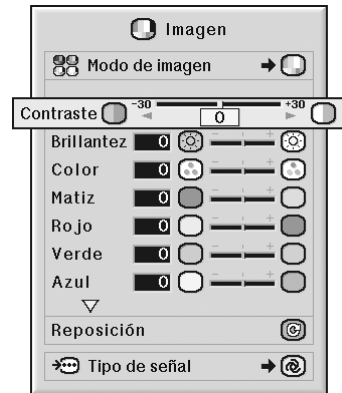 Imagen
Modo de imagen
Contraste -30 0 +30
Brillantez 0 - +
Color 0 - +
Matiz 0 - +
Rojo 0 - +
Verde 0 - +
Azul 0 - +
Reposición
Tipo de señal